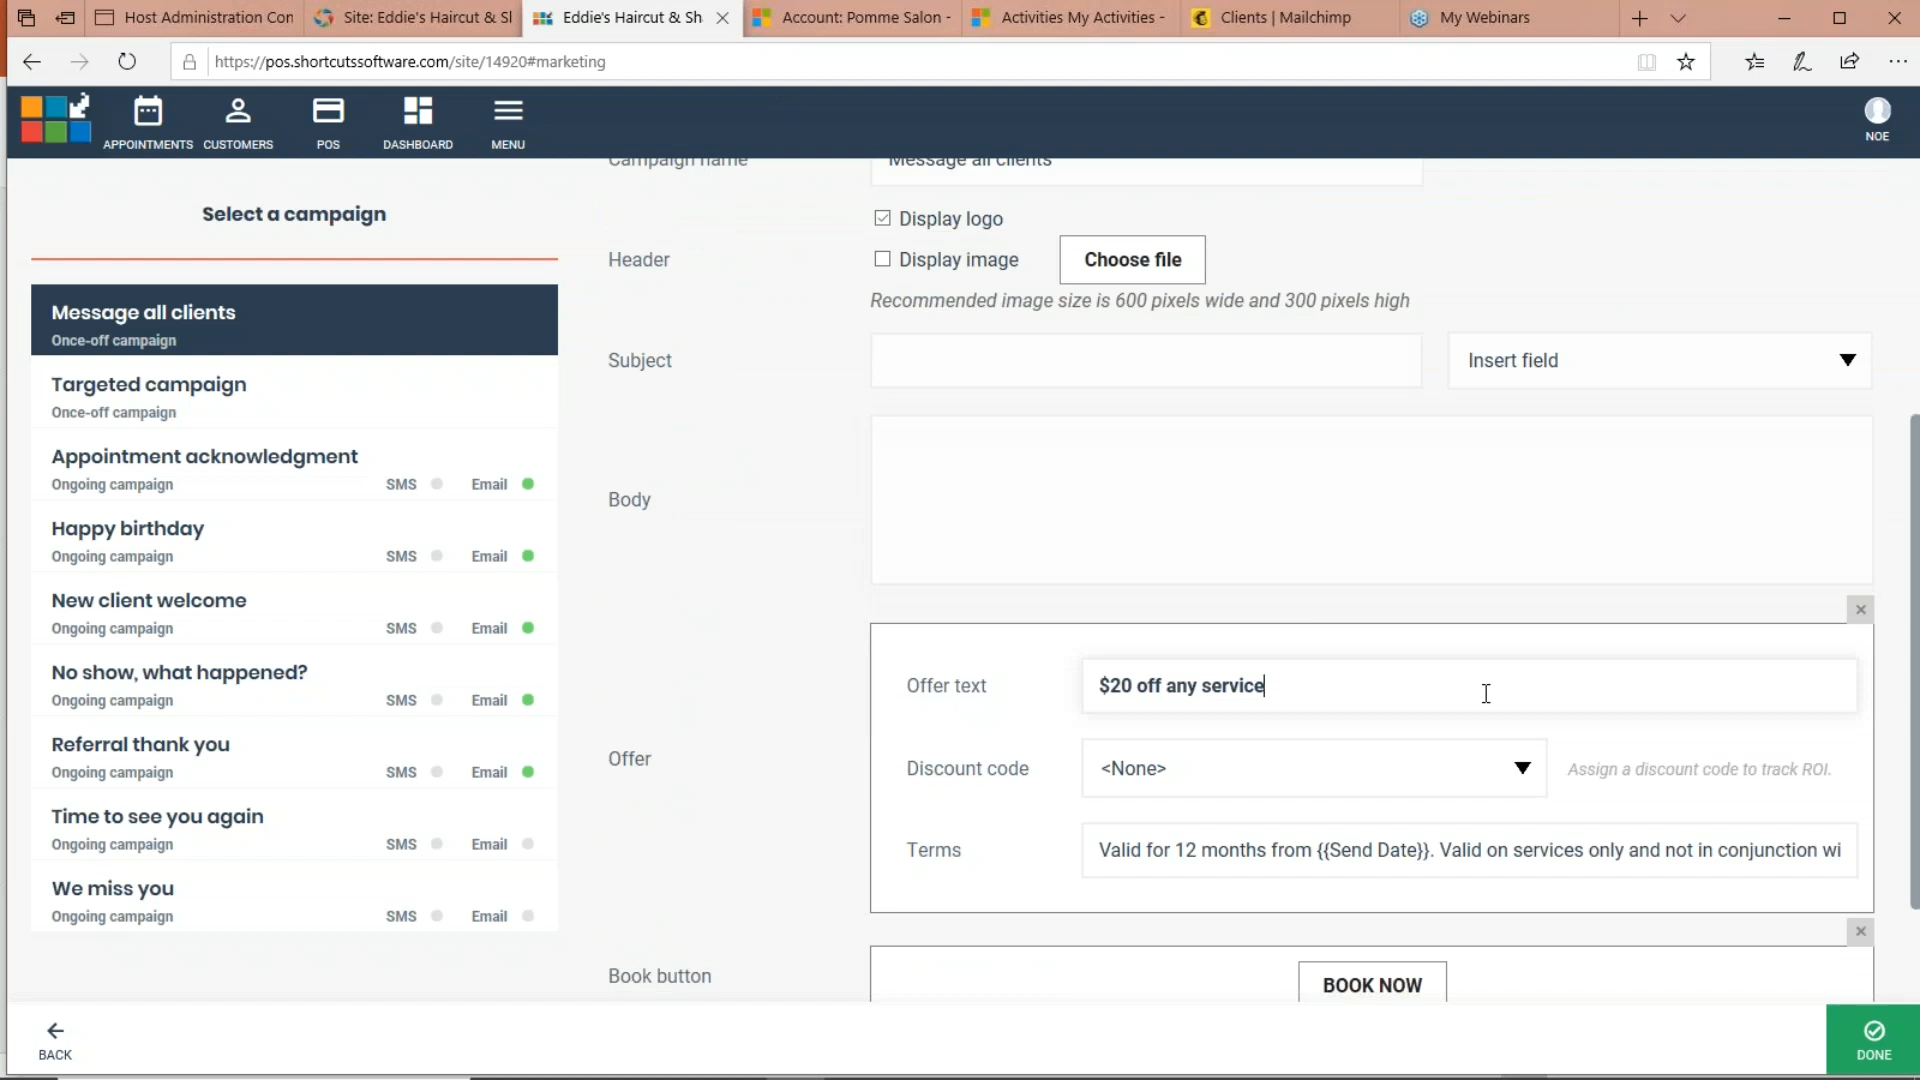 Host Administration Con
Site: Eddie's Haircut & Sl
Eddie's Haircut & Sh
Account: Pomme Salon -
Activities My Activities -
Clients | Mailchimp
My Webinars
https://pos.shortcutssoftware.com/site/14920#marketing
APPOINTMENTS
CUSTOMERS
POS
DASHBOARD
MENU
NOE
Select a campaign
Message all clients
Once-off campaign
Targeted campaign
Once-off campaign
Appointment acknowledgment
Ongoing campaign SMS Email
Happy birthday
Ongoing campaign SMS Email
New client welcome
Ongoing campaign SMS Email
No show, what happened?
Ongoing campaign SMS Email
Referral thank you
Ongoing campaign SMS Email
Time to see you again
Ongoing campaign SMS Email
We miss you
Ongoing campaign SMS Email
Campaign name Message all clients
Display logo
Header
Display image Choose file
Recommended image size is 600 pixels wide and 300 pixels high
Subject Insert field
Body
Offer
Offer text $20 off any service
Discount code <None> Assign a discount code to track ROI.
Terms Valid for 12 months from {{Send Date}}. Valid on services only and not in conjunction wi
Book button BOOK NOW
BACK
DONE